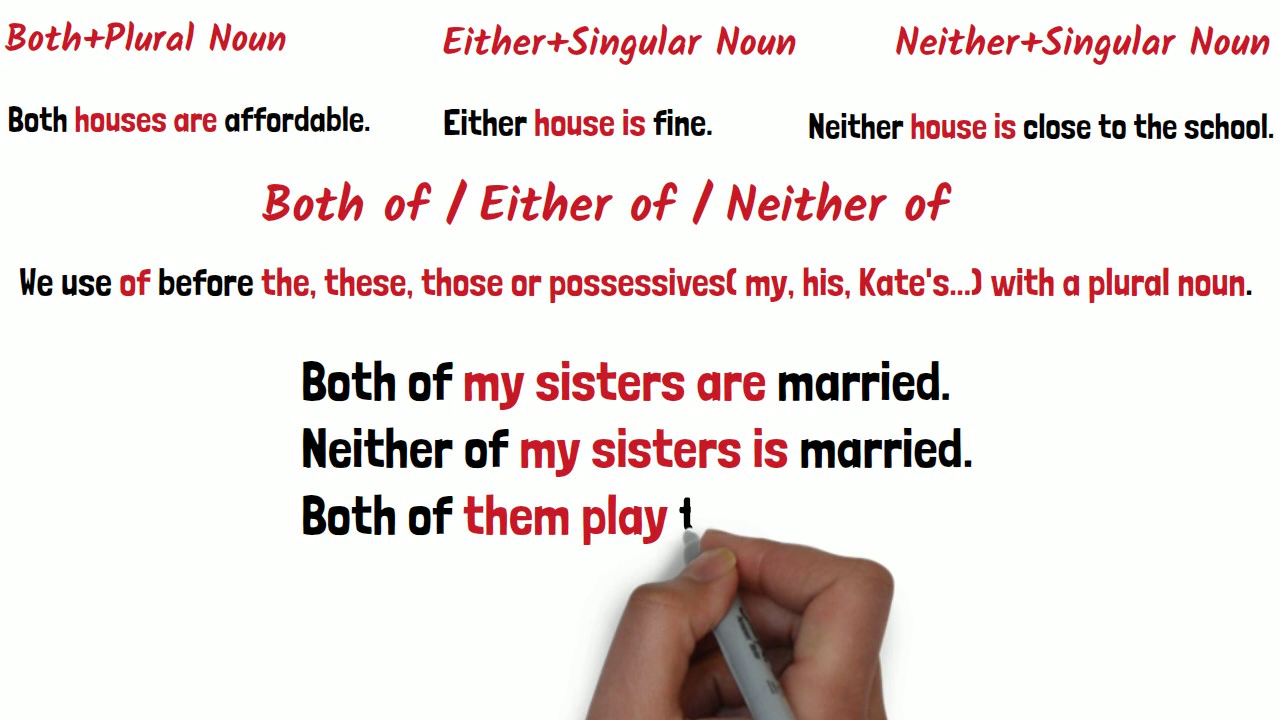 Both+Plural Noun
Either+Singular Noun
Neither+Singular Noun
Both houses are affordable.
Either house is fine.
Neither house is close to the school.
Both of / Either of / Neither of
We use of before the, these, those or possessives( my, his, Kate's...) with a plural noun.
Both of my sisters are married.
Neither of my sisters is married.
Both of them play t